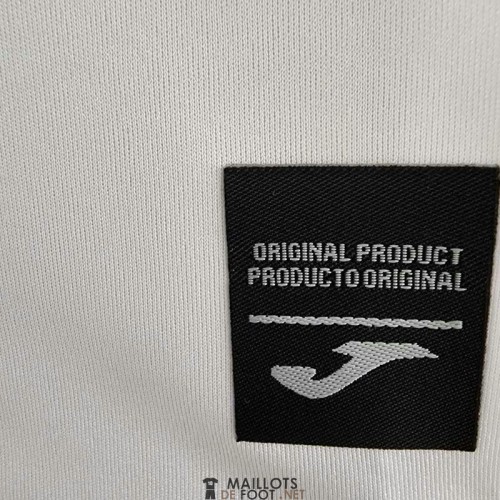 ORIGINAL PRODUCT
PRODUCTO ORIGINAL
MAILLOTS
DE FOOT.NET